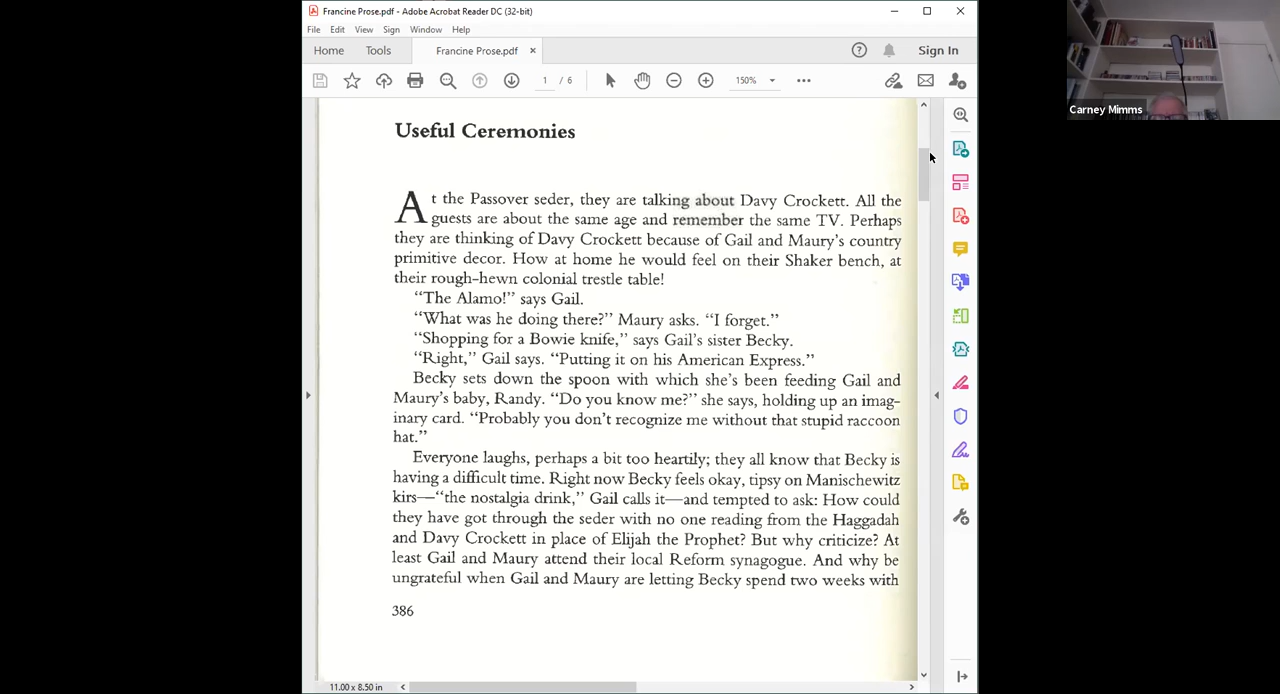 Francine Prose.pdf - Adobe Acrobat Reader DC (32-bit)
File Edit View Sign Window Help
Home Tools Francine Prose.pdf × Sign In
1 / 6 150%
Carney Mimms
Useful Ceremonies
At the Passover seder, they are talking about Davy Crockett. All the
guests are about the same age and remember the same TV. Perhaps
they are thinking of Davy Crockett because of Gail and Maury's country
primitive decor. How at home he would feel on their Shaker bench, at
their rough-hewn colonial trestle table!
“The Alamo!” says Gail.
“What was he doing there?” Maury asks. “I forget.”
“Shopping for a Bowie knife,” says Gail's sister Becky.
“Right,” Gail says. “Putting it on his American Express.”
Becky sets down the spoon with which she's been feeding Gail and
Maury's baby, Randy. “Do you know me?” she says, holding up an imag-
inary card. “Probably you don't recognize me without that stupid raccoon
hat.”
Everyone laughs, perhaps a bit too heartily; they all know that Becky is
having a difficult time. Right now Becky feels okay, tipsy on Manischewitz
kirs—“the nostalgia drink,” Gail calls it—and tempted to ask: How could
they have got through the seder with no one reading from the Haggadah
and Davy Crockett in place of Elijah the Prophet? But why criticize? At
least Gail and Maury attend their local Reform synagogue. And why be
ungrateful when Gail and Maury are letting Becky spend two weeks with
386
11.00 x 8.50 in